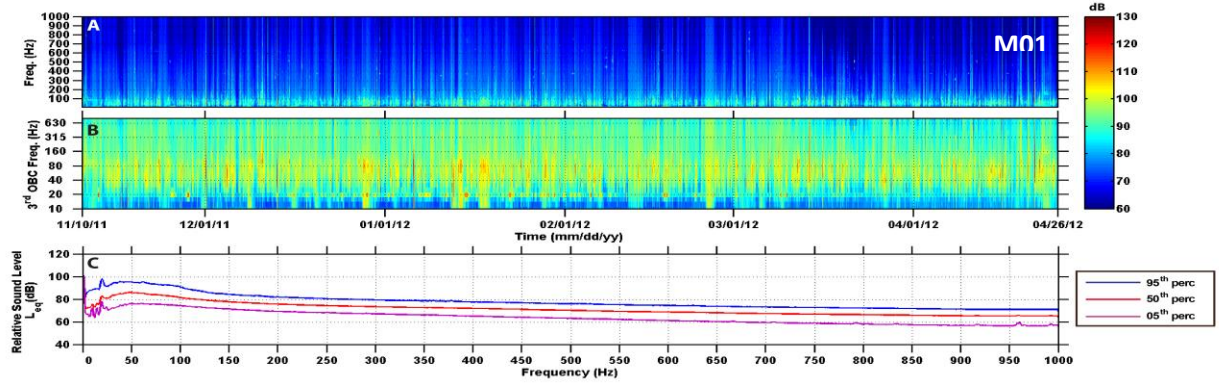 dB
A
M01
Freq. (Hz)
1000
900
800
700
600
500
400
300
200
100
130
120
110
100
90
80
70
60
B
3rd OBC Freq. (Hz)
630
315
160
80
40
20
10
11/10/11 12/01/11 01/01/12 02/01/12 03/01/12 04/01/12 04/26/12
Time (mm/dd/yy)
C
Relative Sound Level
Leq(dB)
120
100
80
60
40
0 50 100 150 200 250 300 350 400 450 500 550 600 650 700 750 800 850 900 950 1000
Frequency (Hz)
95th perc
50th perc
05th perc